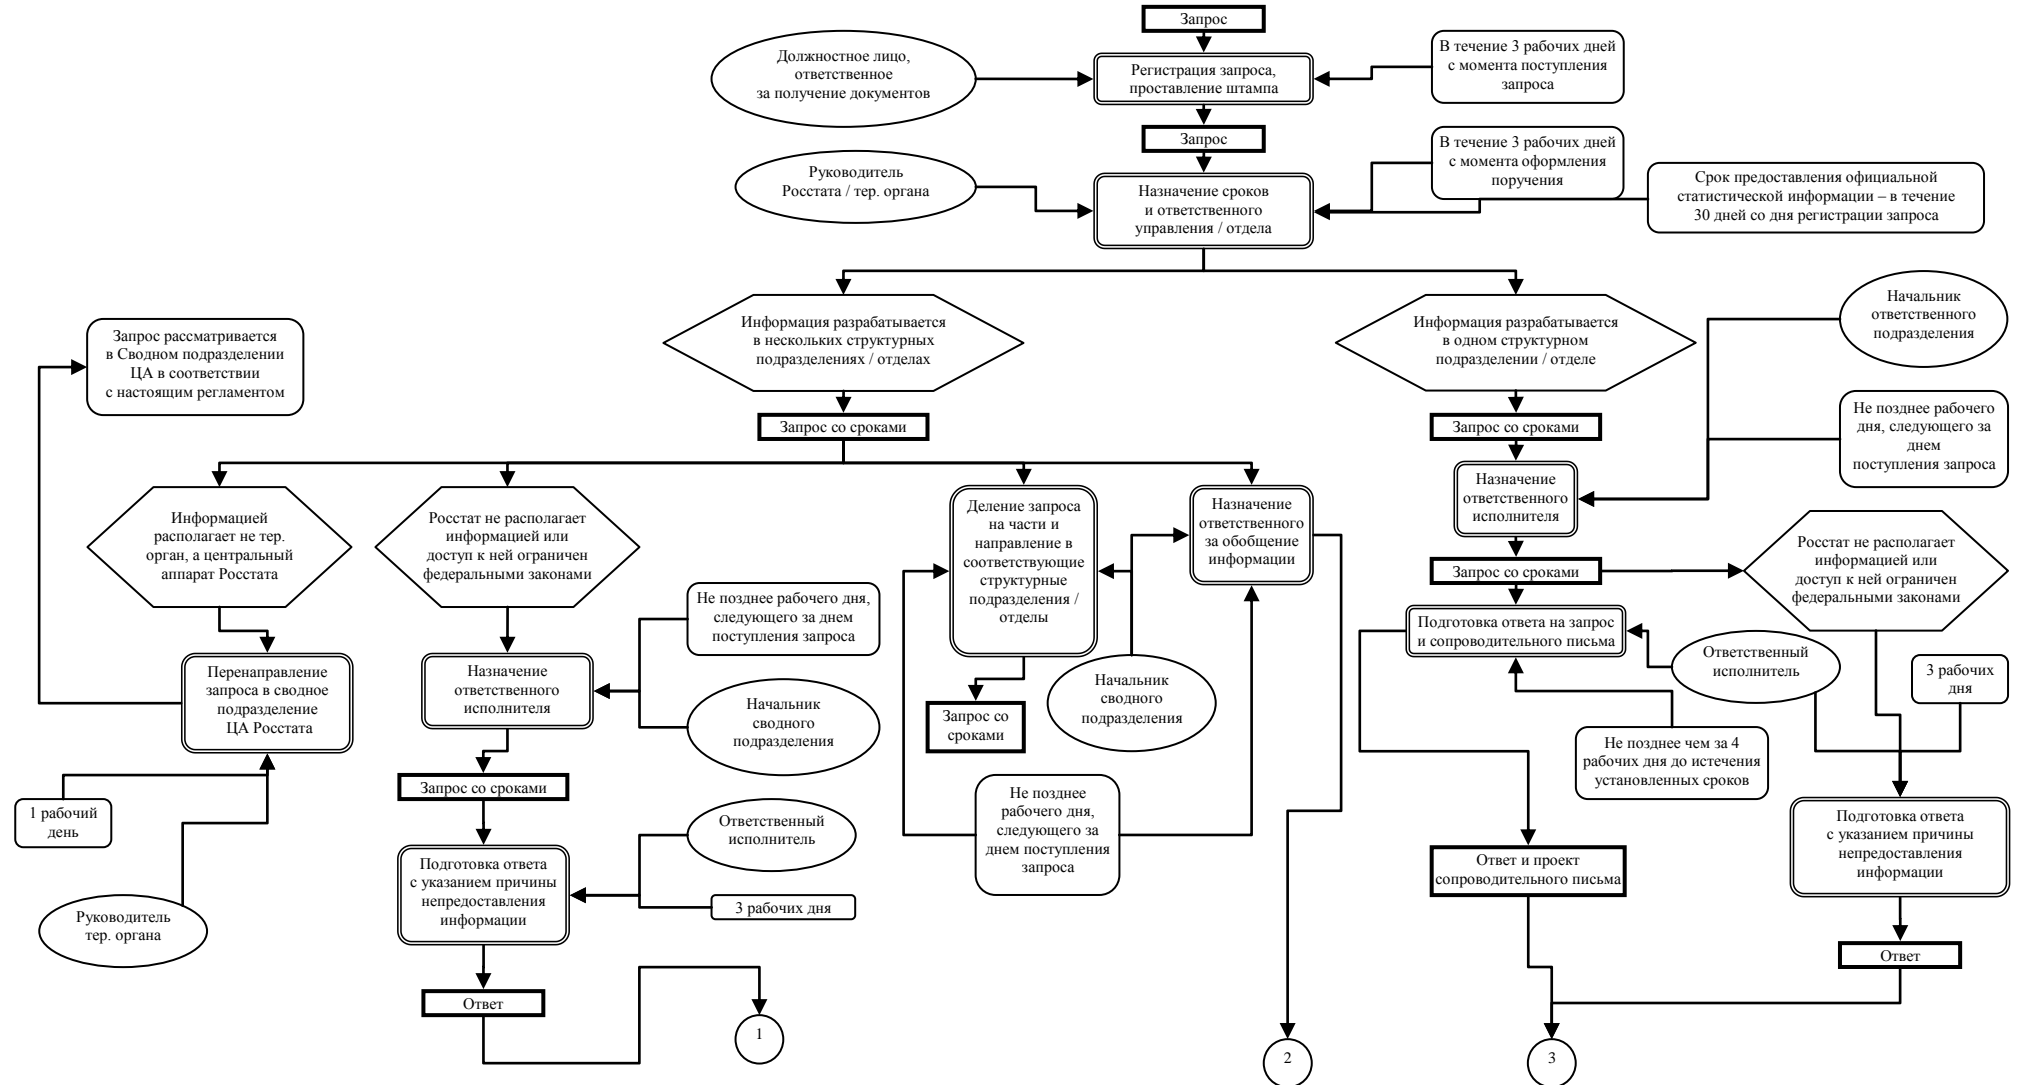 Запрос
Должностное лицо,
ответственное
за получение документов
Регистрация запроса,
проставление штампа
В течение 3 рабочих дней
с момента поступления
запроса
Запрос
Руководитель
Росстата / тер. органа
Назначение сроков
и ответственного
управления / отдела
В течение 3 рабочих дней
с момента оформления
поручения
Срок предоставления официальной
статистической информации – в течение
30 дней со дня регистрации запроса
Информация разрабатывается
в нескольких структурных
подразделениях / отделах
Информация разрабатывается
в одном структурном
подразделении / отделе
Начальник
ответственного
подразделения
Запрос рассматривается
в Сводном подразделении
ЦА в соответствии
с настоящим регламентом
Запрос со сроками
Запрос со сроками
Не позднее рабочего
дня, следующего за
днем
поступления запроса
Информацией
располагает не тер.
орган, а центральный
аппарат Росстата
Росстат не располагает
информацией или
доступ к ней ограничен
федеральными законами
Деление запроса
на части и
направление в
соответствующие
структурные
подразделения /
отделы
Назначение
ответственного
за обобщение
информации
Назначение
ответственного
исполнителя
Запрос со сроками
Росстат не располагает
информацией или
доступ к ней ограничен
федеральными законами
Не позднее рабочего дня,
следующего за днем
поступления запроса
Подготовка ответа на запрос
и сопроводительного письма
Ответственный
исполнитель
3 рабочих
дня
Перенаправление
запроса в сводное
подразделение
ЦА Росстата
Назначение
ответственного
исполнителя
Начальник
сводного
подразделения
Запрос со
сроками
Начальник
сводного
подразделения
Не позднее чем за 4
рабочих дня до истечения
установленных сроков
Запрос со сроками
1 рабочий
день
Не позднее
рабочего дня,
следующего за
днем поступления
запроса
Ответственный
исполнитель
Подготовка ответа
с указанием причины
непредоставления
информации
3 рабочих дня
Ответ и проект
сопроводительного письма
Подготовка ответа
с указанием причины
непредоставления
информации
Руководитель
тер. органа
Ответ
Ответ
1
2
3